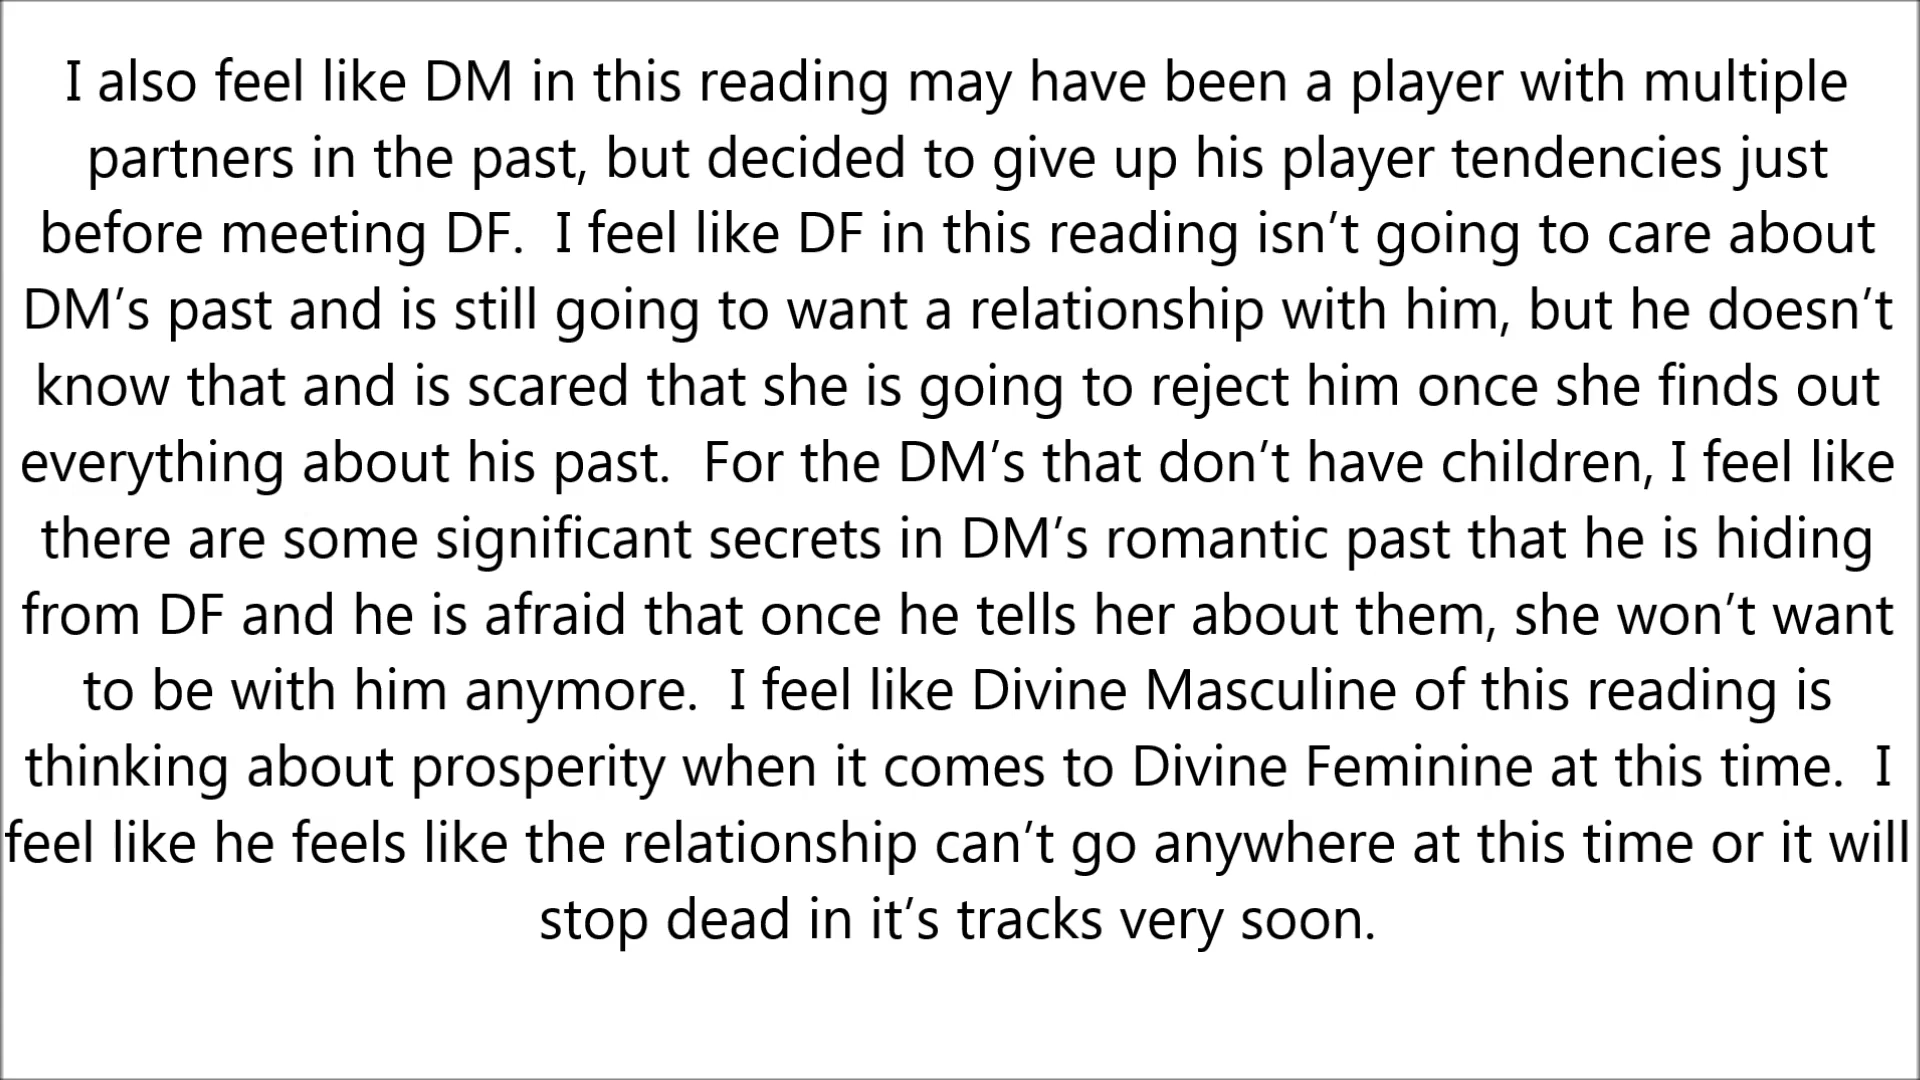 I also feel like DM in this reading may have been a player with multiple
partners in the past, but decided to give up his player tendencies just
before meeting DF.  I feel like DF in this reading isn’t going to care about
DM’s past and is still going to want a relationship with him, but he doesn’t
know that and is scared that she is going to reject him once she finds out
everything about his past.  For the DM’s that don’t have children, I feel like
there are some significant secrets in DM’s romantic past that he is hiding
from DF and he is afraid that once he tells her about them, she won’t want
to be with him anymore.  I feel like Divine Masculine of this reading is
thinking about prosperity when it comes to Divine Feminine at this time.  I
feel like he feels like the relationship can’t go anywhere at this time or it will
stop dead in it’s tracks very soon.